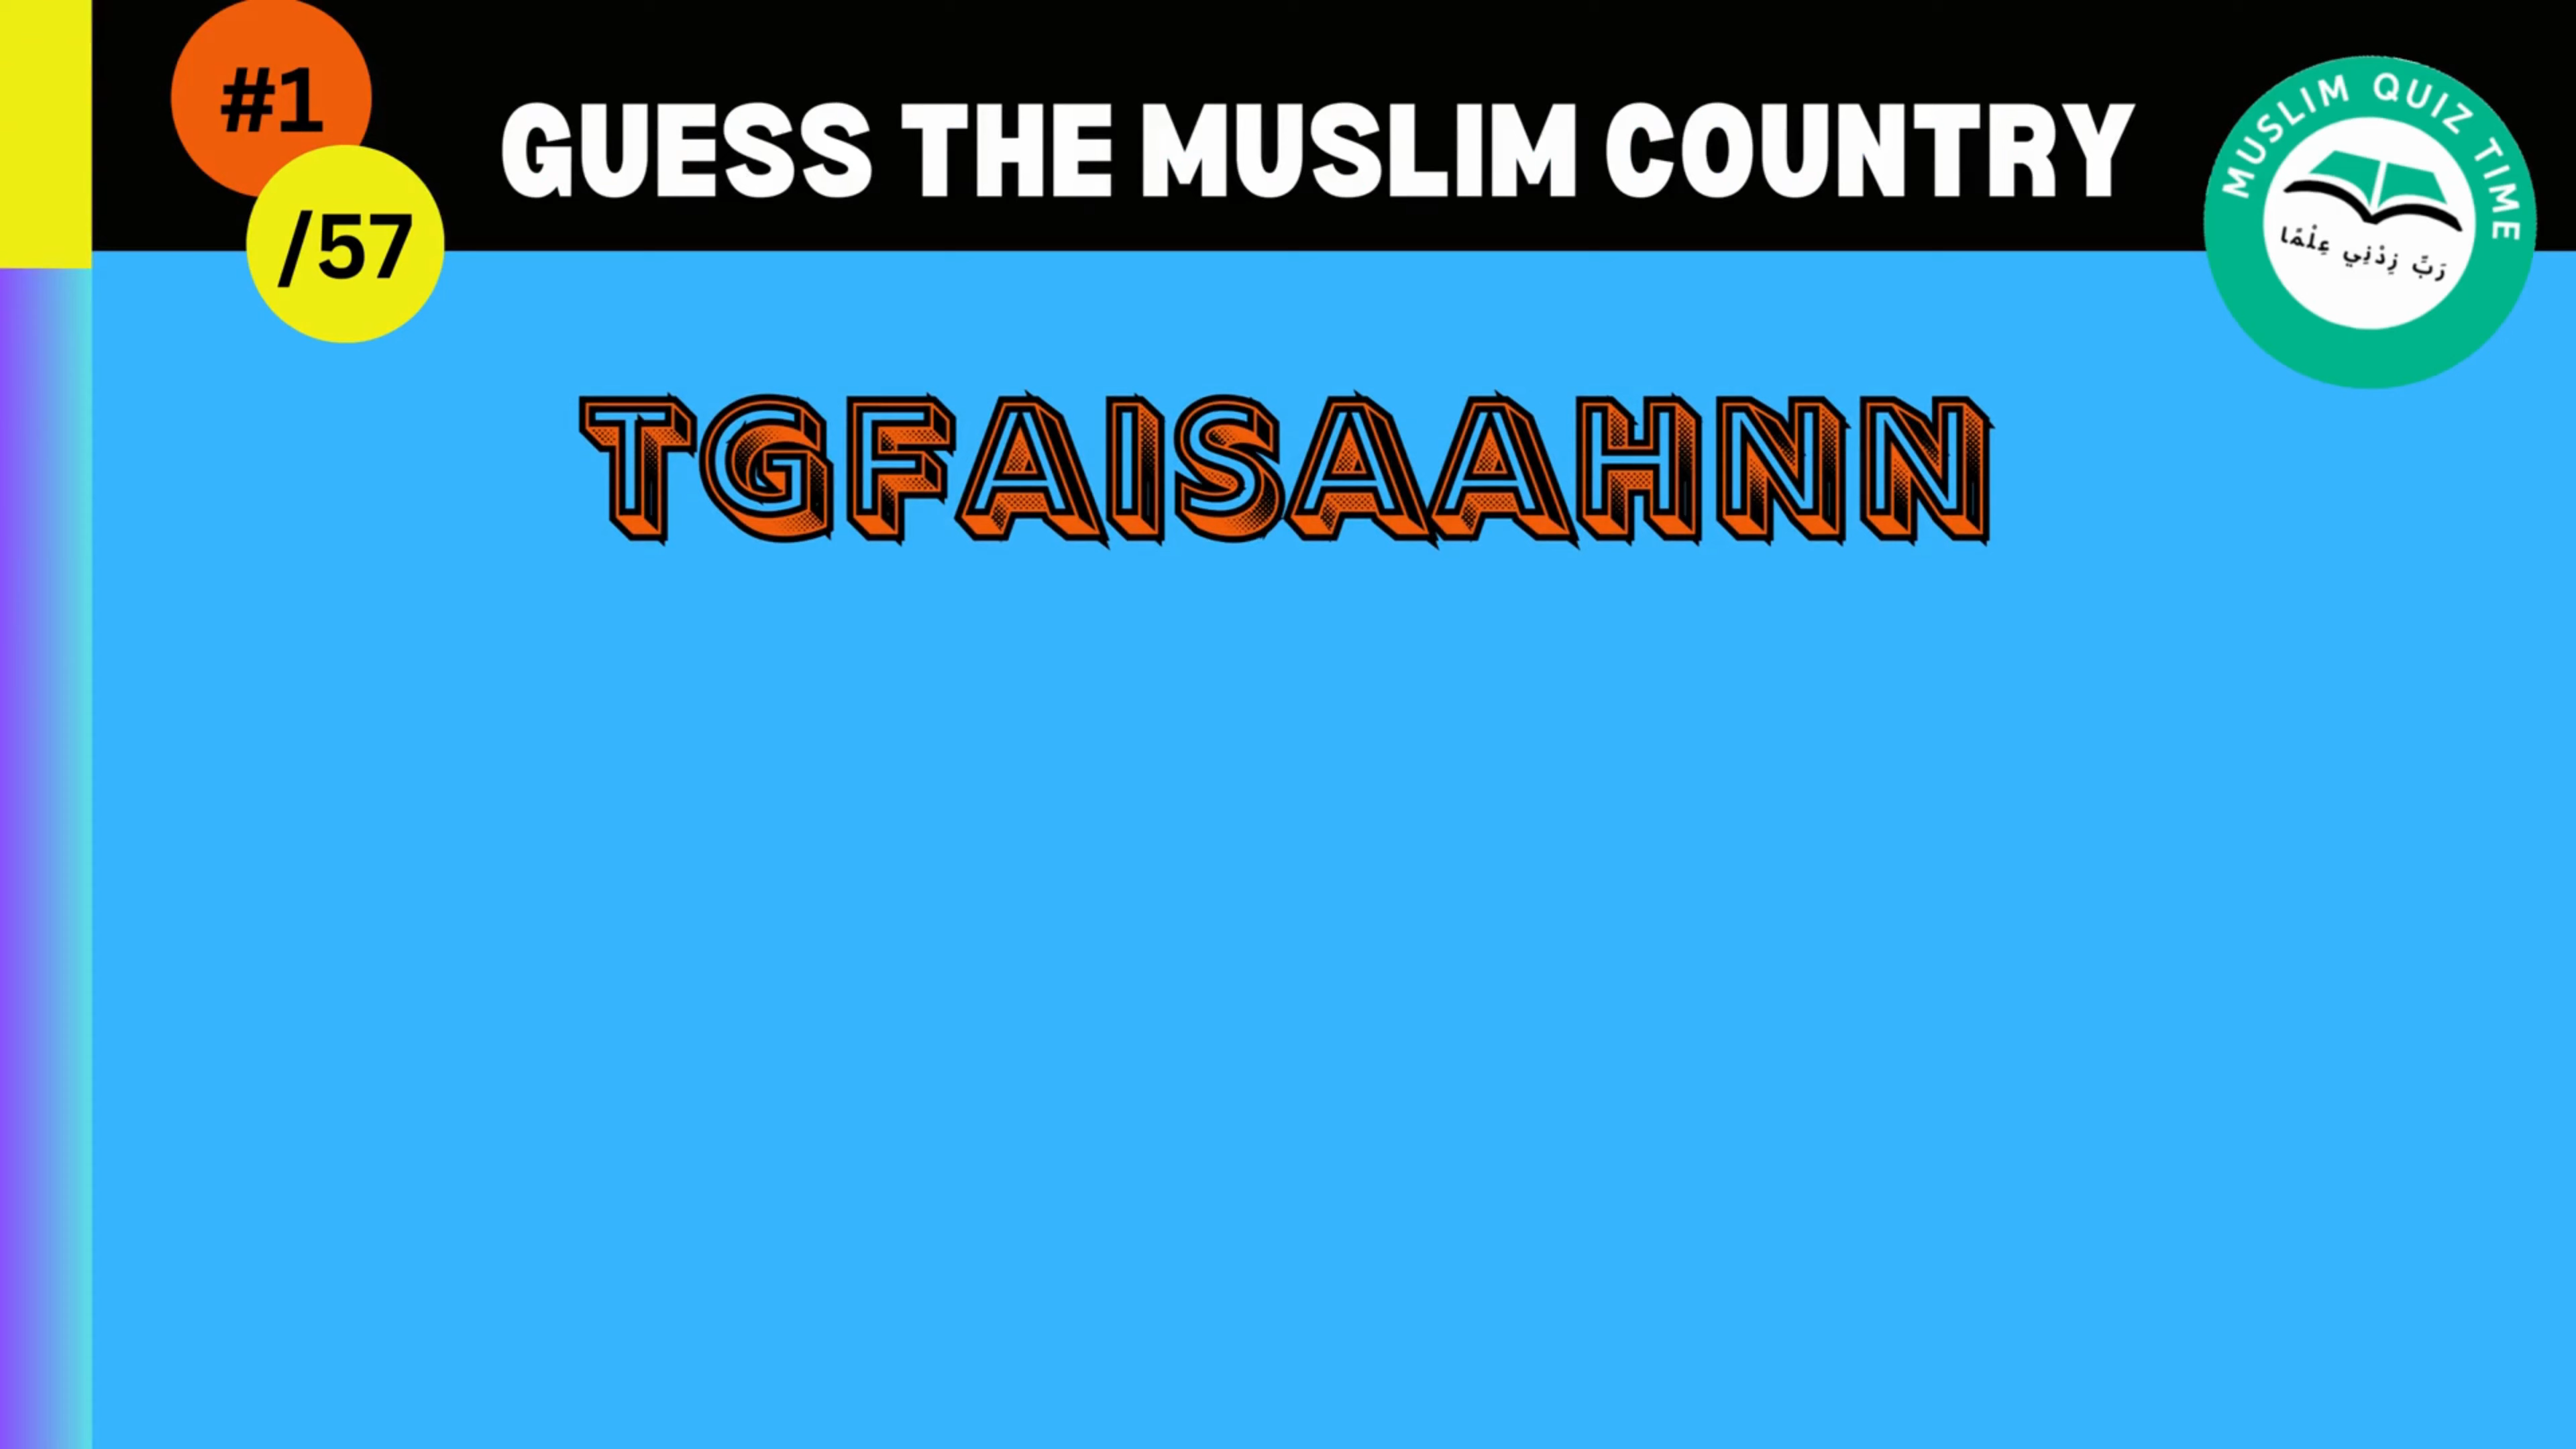 #1
/57
GUESS THE MUSLIM COUNTRY
MUSLIM QUIZ TIME
رَبِّ زِدْنِي عِلْمًا
TGFAISAAHNN